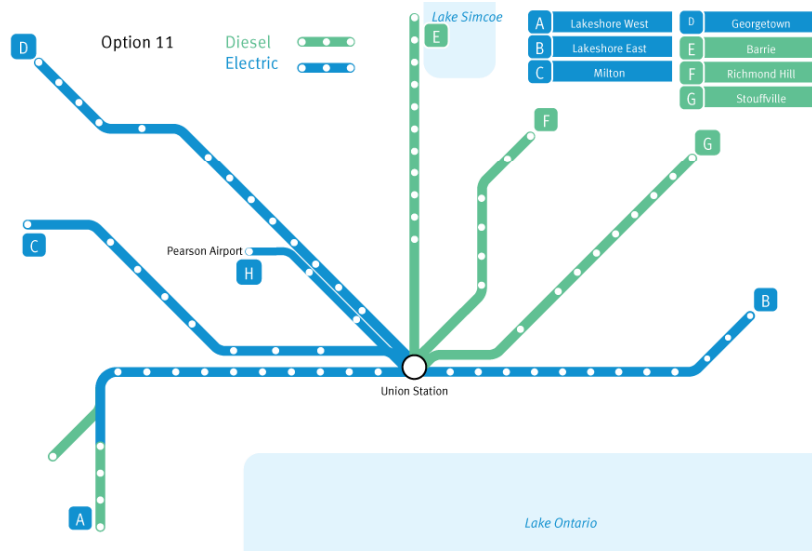 Option 11
Diesel
Electric
Lake Simcoe
A Lakeshore West
B Lakeshore East
C Milton
D Georgetown
E Barrie
F Richmond Hill
G Stouffville
D
E
F
G
C
Pearson Airport
H
B
Union Station
A
Lake Ontario